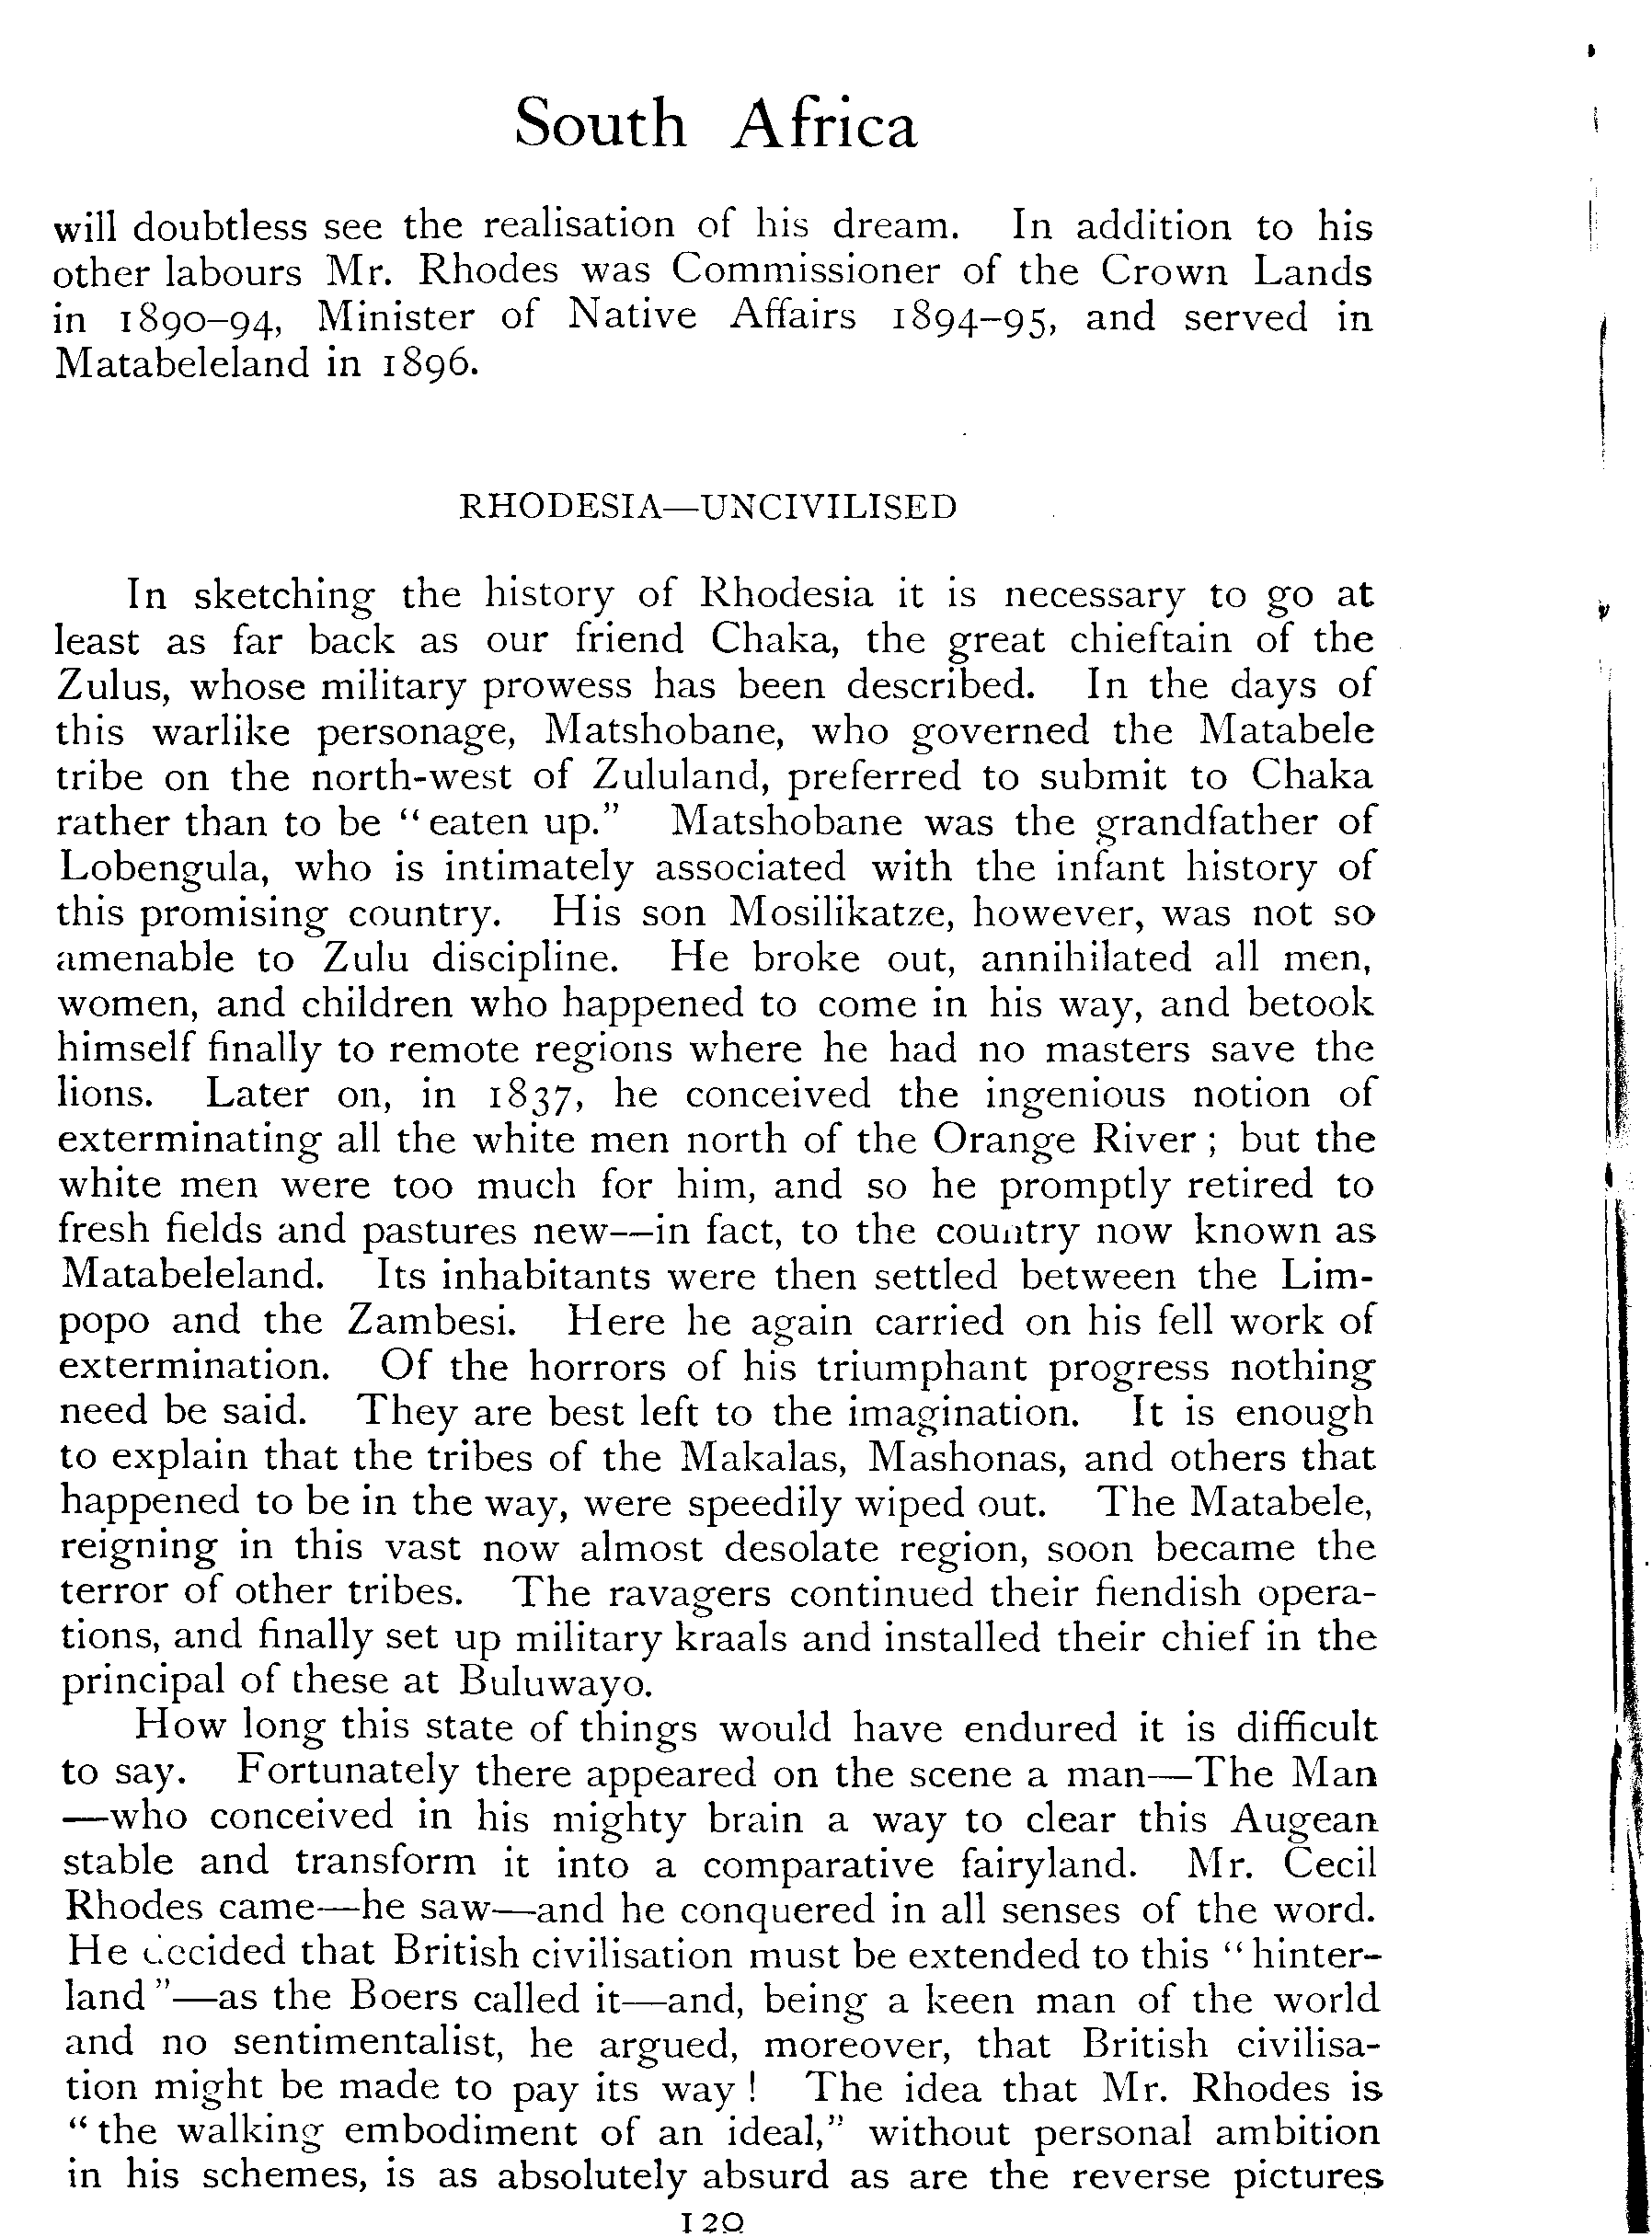 South Africa
will doubtless see the realisation of his dream. In addition to his
other labours Mr. Rhodes was Commissioner of the Crown Lands
in 1890–94, Minister of Native Affairs 1894–95, and served in
Matabeleland in 1896.
RHODESIA—UNCIVILISED
In sketching the history of Rhodesia it is necessary to go at
least as far back as our friend Chaka, the great chieftain of the
Zulus, whose military prowess has been described. In the days of
this warlike personage, Matshobane, who governed the Matabele
tribe on the north-west of Zululand, preferred to submit to Chaka
rather than to be “eaten up.” Matshobane was the grandfather of
Lobengula, who is intimately associated with the infant history of
this promising country. His son Mosilikatze, however, was not so
amenable to Zulu discipline. He broke out, annihilated all men,
women, and children who happened to come in his way, and betook
himself finally to remote regions where he had no masters save the
lions. Later on, in 1837, he conceived the ingenious notion of
exterminating all the white men north of the Orange River; but the
white men were too much for him, and so he promptly retired to
fresh fields and pastures new—in fact, to the country now known as
Matabeleland. Its inhabitants were then settled between the Lim-
popo and the Zambesi. Here he again carried on his fell work of
extermination. Of the horrors of his triumphant progress nothing
need be said. They are best left to the imagination. It is enough
to explain that the tribes of the Makalas, Mashonas, and others that
happened to be in the way, were speedily wiped out. The Matabele,
reigning in this vast now almost desolate region, soon became the
terror of other tribes. The ravagers continued their fiendish opera-
tions, and finally set up military kraals and installed their chief in the
principal of these at Buluwayo.
How long this state of things would have endured it is difficult
to say. Fortunately there appeared on the scene a man—The Man
—who conceived in his mighty brain a way to clear this Augean
stable and transform it into a comparative fairyland. Mr. Cecil
Rhodes came—he saw—and he conquered in all senses of the word.
He decided that British civilisation must be extended to this “hinter-
land”—as the Boers called it—and, being a keen man of the world
and no sentimentalist, he argued, moreover, that British civilisa-
tion might be made to pay its way! The idea that Mr. Rhodes is
“the walking embodiment of an ideal,” without personal ambition
in his schemes, is as absolutely absurd as are the reverse pictures
120